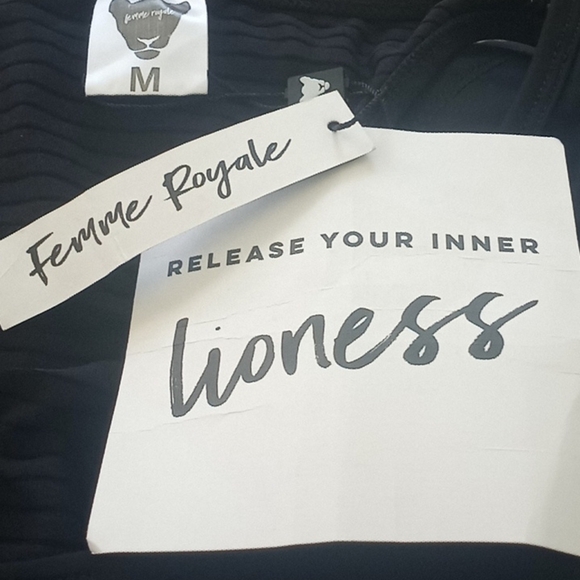 femme royale
M
Femme Royale
RELEASE YOUR INNER
lioness